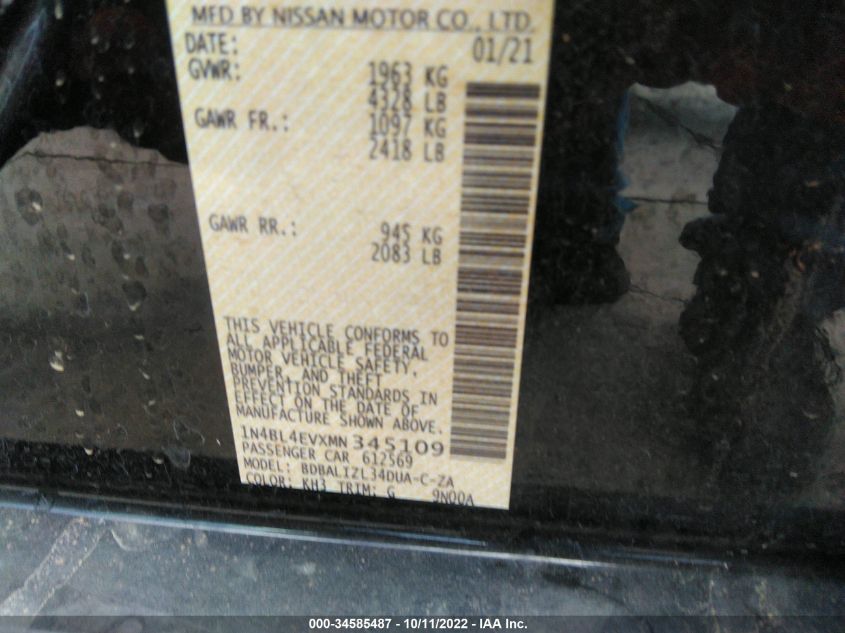 MFD BY NISSAN MOTOR CO., LTD.
DATE: 01/21
GVWR: 1963 KG
4328 LB
GAWR FR.: 1097 KG
2418 LB
GAWR RR.: 945 KG
2083 LB
THIS VEHICLE CONFORMS TO
ALL APPLICABLE FEDERAL
MOTOR VEHICLE SAFETY,
BUMPER, AND THEFT
PREVENTION STANDARDS IN
EFFECT ON THE DATE OF
MANUFACTURE SHOWN ABOVE.
1N4BL4EVXMN345109
PASSENGER CAR 612569
MODEL: BDBALIZL34DUA-C-ZA
COLOR: KH3 TRIM: G 9N00A
000-34585487 - 10/11/2022 - IAA Inc.